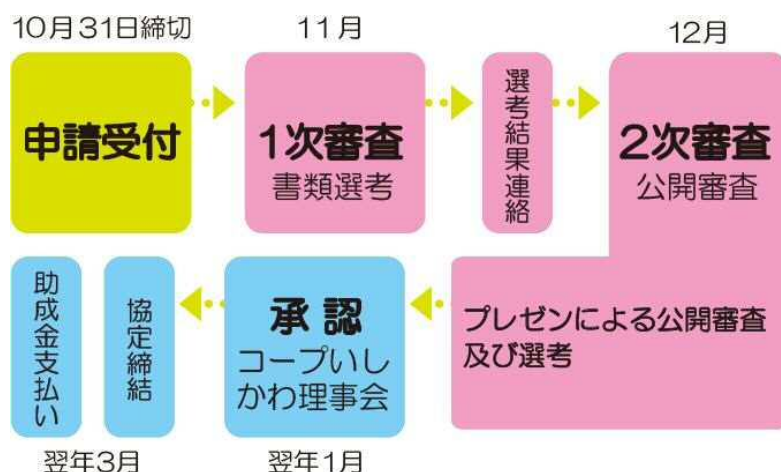 10月31日締切
申請受付
11月
1次審査
書類選考
選考結果連絡
12月
2次審査
公開審査
プレゼンによる公開審査
及び選考
承認
コープいし
かわ理事会
翌年1月
協定締結
助成金支払い
翌年3月